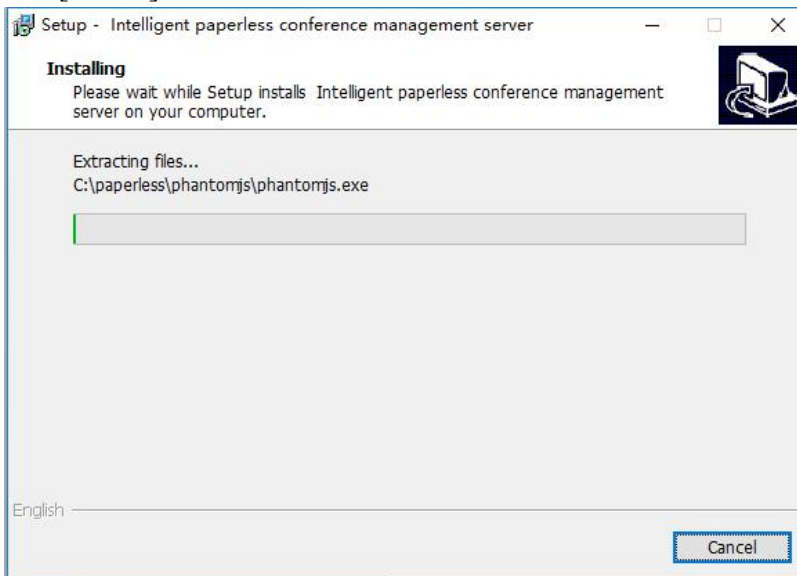 Setup - Intelligent paperless conference management server
Installing
Please wait while Setup installs Intelligent paperless conference management
server on your computer.
Extracting files...
C:\paperless\phantomjs\phantomjs.exe
English
Cancel